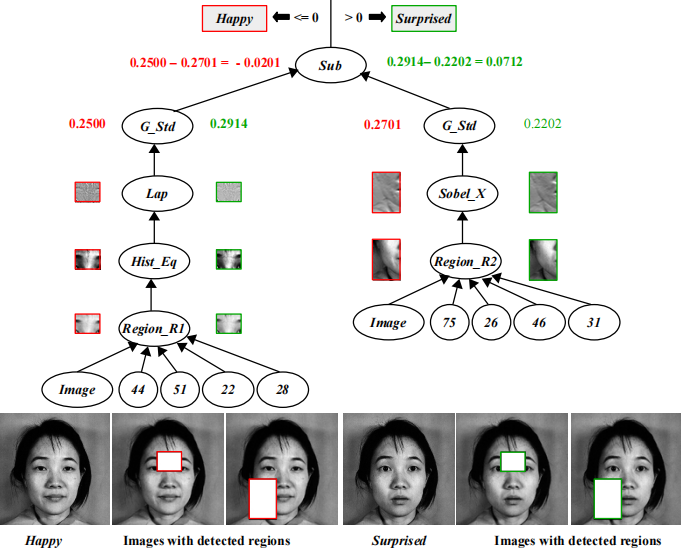 Happy <= 0 > 0 Surprised
0.2500 – 0.2701 = - 0.0201 Sub 0.2914– 0.2202 = 0.0712
0.2500 G_Std 0.2914 0.2701 G_Std 0.2202
Lap Sobel_X
Hist_Eq Region_R2
Region_R1 Image 75 26 46 31
Image 44 51 22 28
Happy Images with detected regions Surprised Images with detected regions